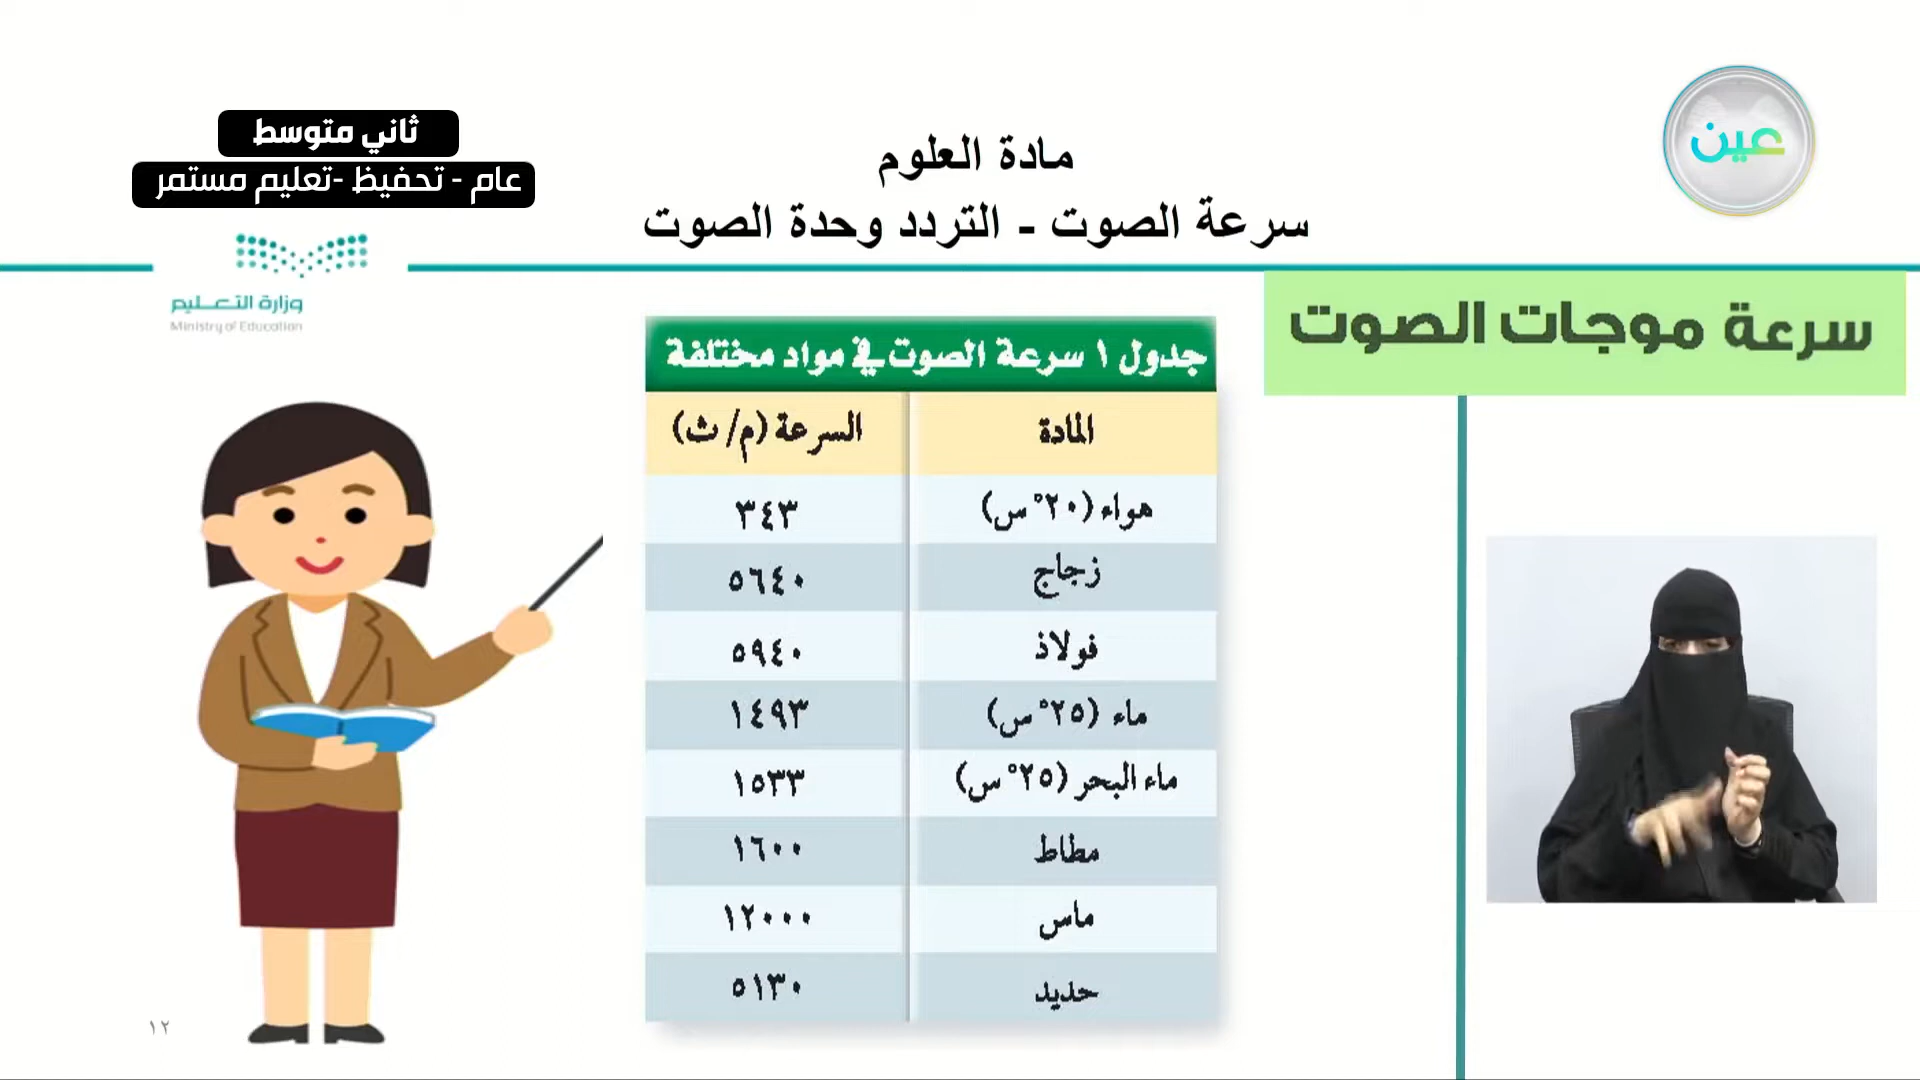 ثاني متوسط
عام - تحفيظ -تعليم مستمر
مادة العلوم
سرعة الصوت - التردد وحدة الصوت
عين
وزارة التعليم
Ministry of Education
سرعة موجات الصوت
جدول ١ سرعة الصوت في مواد مختلفة
المادة السرعة (م/ث)
هواء (٢٠°س) ٣٤٣
زجاج ٥٦٤٠
فولاذ ٥٩٤٠
ماء (٢٥°س) ١٤٩٣
ماء البحر (٢٥°س) ١٥٣٣
مطاط ١٦٠٠
ماس ١٢٠٠٠
حديد ٥١٣٠
١٢